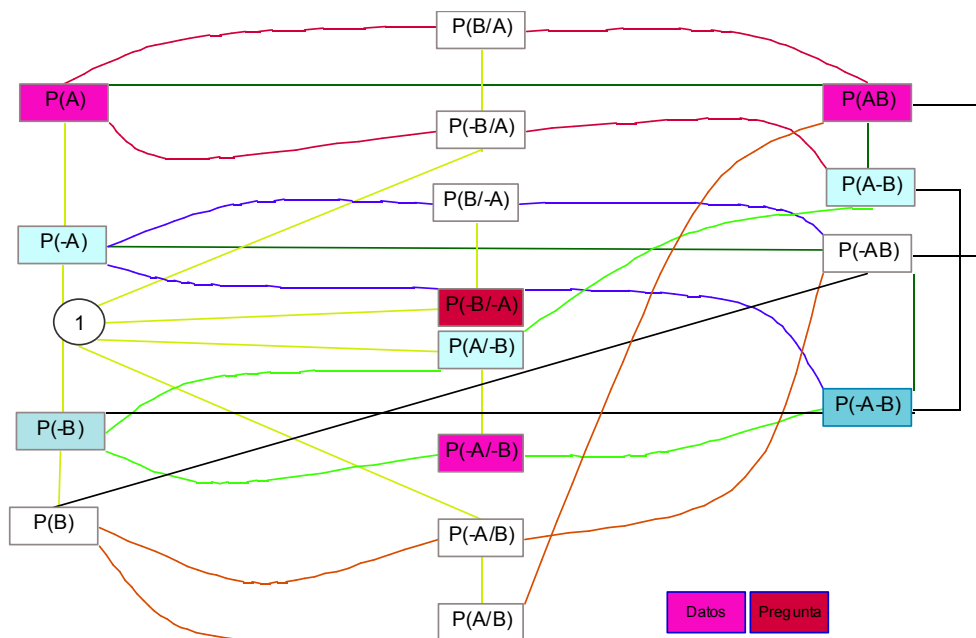 P(B/A)
P(A)
P(AB)
P(-B/A)
P(A-B)
P(B/-A)
P(-A)
P(-AB)
P(-B/-A)
1
P(A/-B)
P(-A-B)
P(-B)
P(-A/-B)
P(B)
P(-A/B)
P(A/B)
Datos
Pregunta